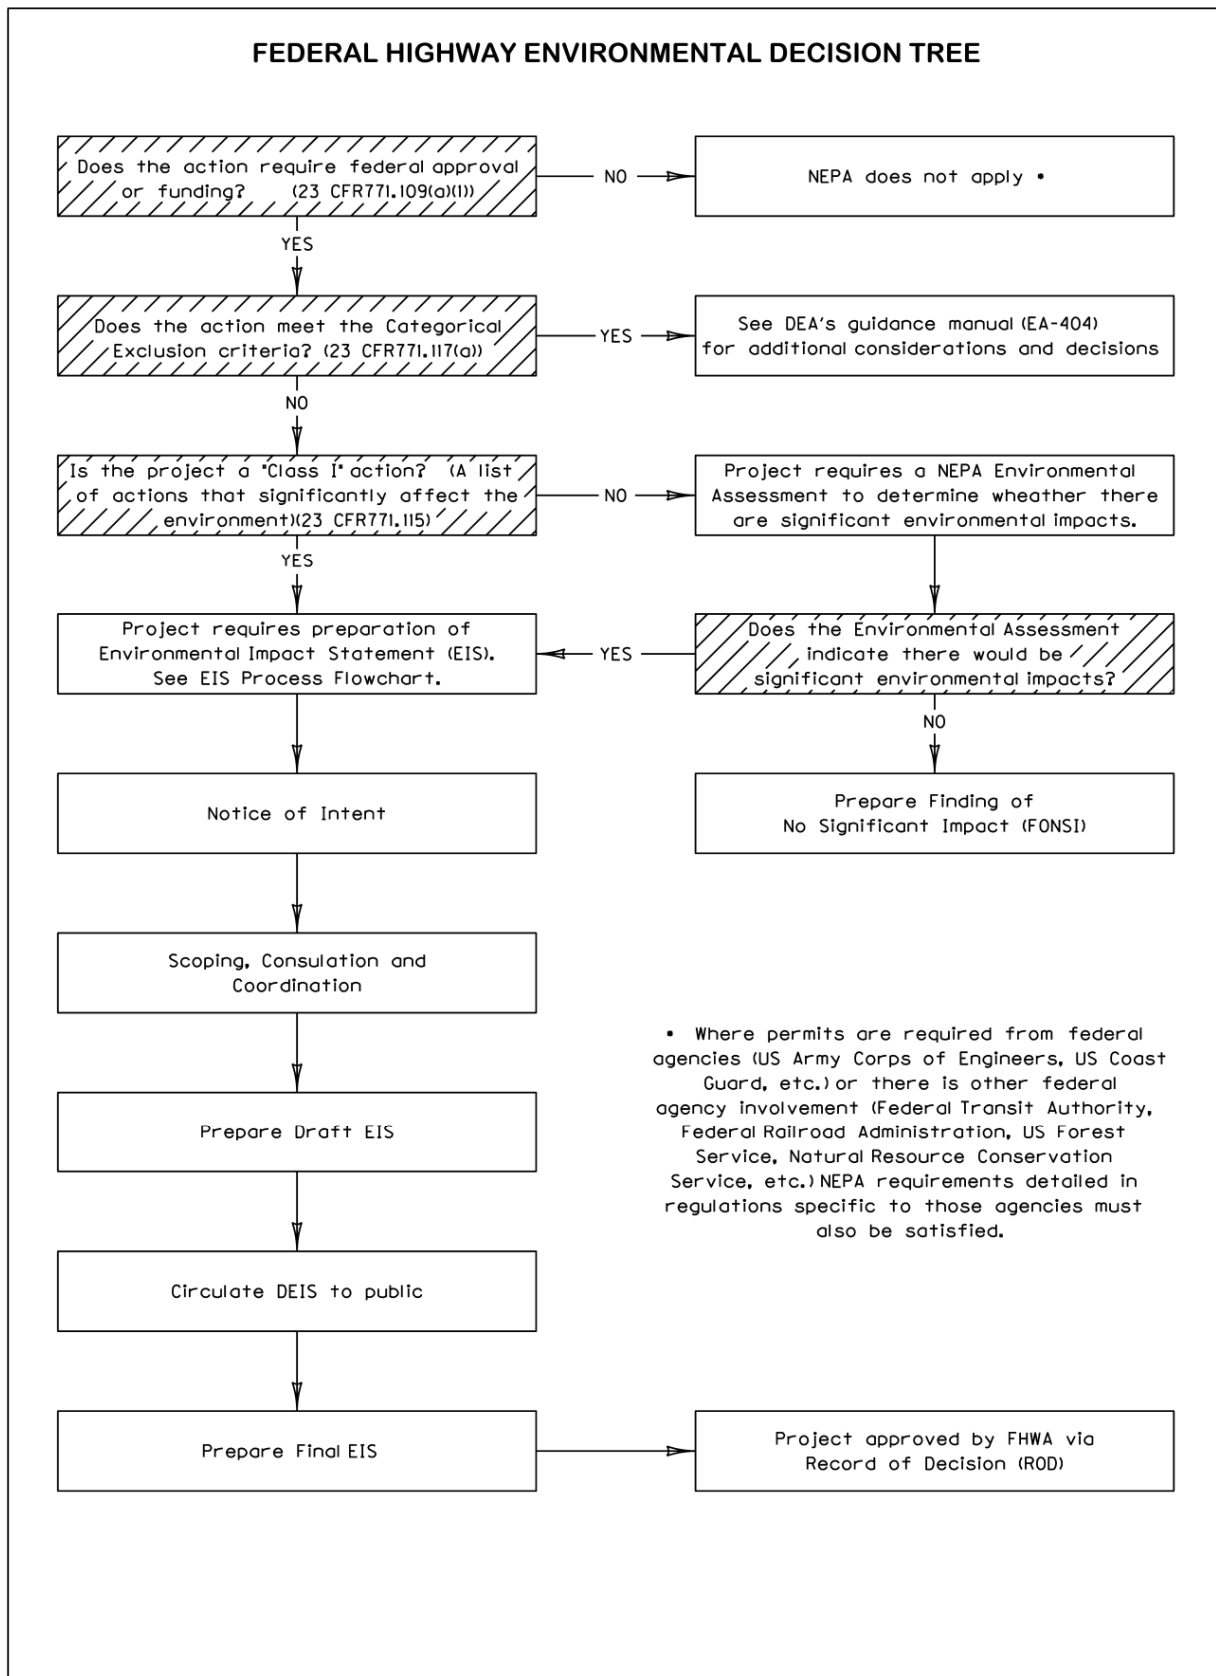 FEDERAL HIGHWAY ENVIRONMENTAL DECISION TREE
Does the action require federal approval
or funding? (23 CFR771.109(a)(1))
NO
NEPA does not apply •
YES
Does the action meet the Categorical
Exclusion criteria? (23 CFR771.117(a))
YES
See DEA's guidance manual (EA-404)
for additional considerations and decisions
NO
Is the project a "Class I" action? (A list
of actions that significantly affect the
environment)(23 CFR771.115)
NO
Project requires a NEPA Environmental
Assessment to determine wheather there
are significant environmental impacts.
YES
Project requires preparation of
Environmental Impact Statement (EIS).
See EIS Process Flowchart.
YES
Does the Environmental Assessment
indicate there would be
significant environmental impacts?
NO
Notice of Intent
Prepare Finding of
No Significant Impact (FONSI)
Scoping, Consulation and
Coordination
• Where permits are required from federal
agencies (US Army Corps of Engineers, US Coast
Guard, etc.) or there is other federal
agency involvement (Federal Transit Authority,
Federal Railroad Administration, US Forest
Service, Natural Resource Conservation
Service, etc.) NEPA requirements detailed in
regulations specific to those agencies must
also be satisfied.
Prepare Draft EIS
Circulate DEIS to public
Prepare Final EIS
Project approved by FHWA via
Record of Decision (ROD)